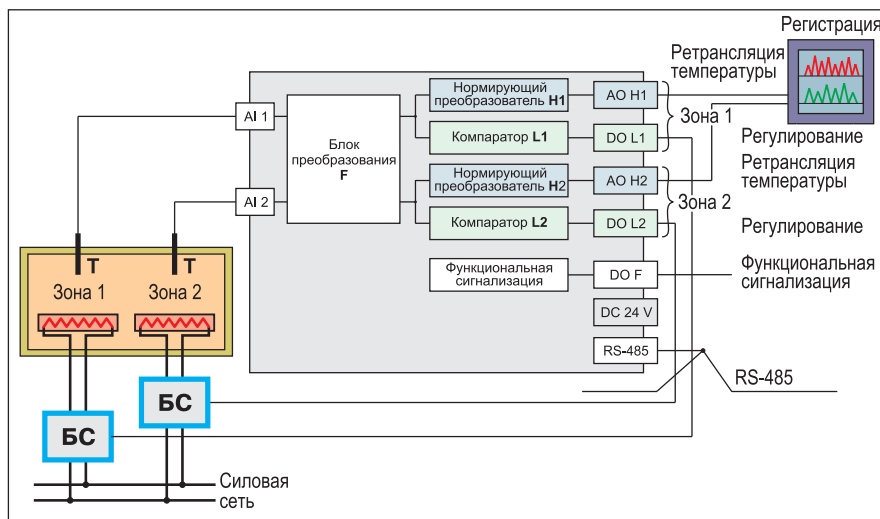 Регистрация
Ретрансляция
температуры
Нормирующий
преобразователь H1
AO H1
Зона 1
AI 1
Блок
преобразования
F
Компаратор L1
DO L1
Регулирование
Нормирующий
преобразователь H2
AO H2
Ретрансляция
температуры
Зона 2
AI 2
Компаратор L2
DO L2
Регулирование
T
T
Зона 1
Зона 2
Функциональная
сигнализация
DO F
Функциональная
сигнализация
DC 24 V
RS-485
RS-485
БС
БС
Силовая
сеть